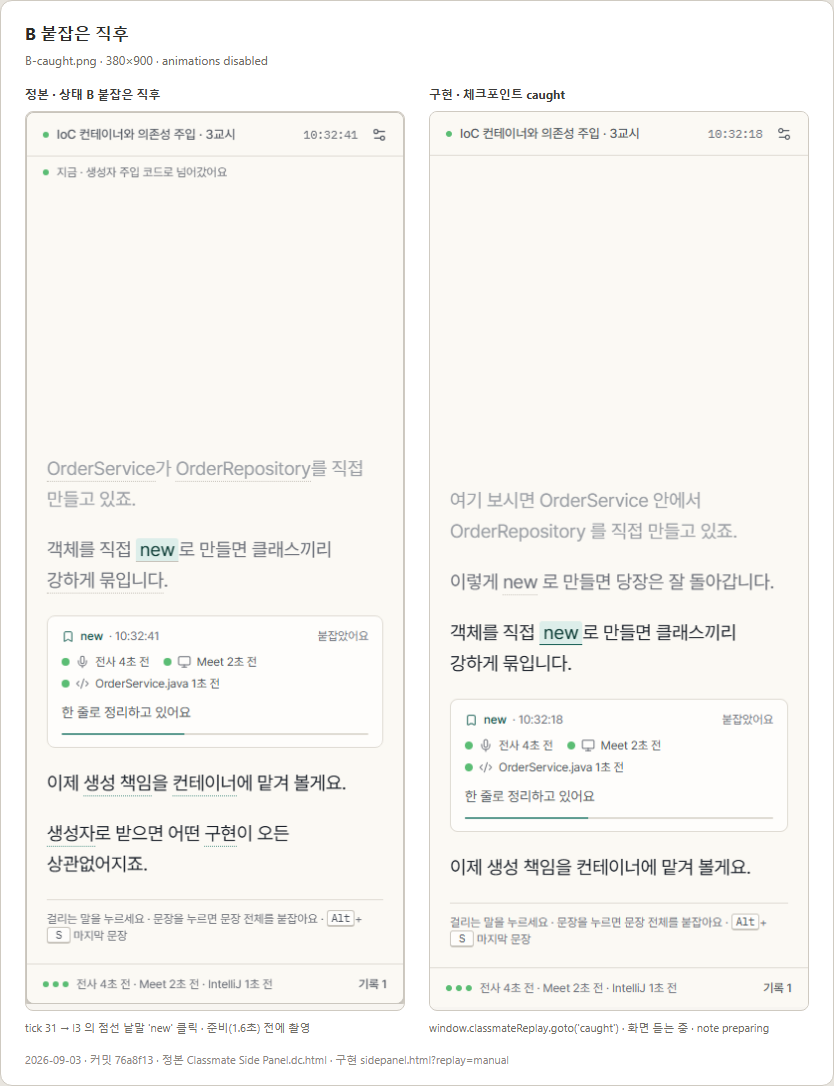 B 붙잡은 직후
B-caught.png · 380×900 · animations disabled
정본 · 상태 B 붙잡은 직후
IoC 컨테이너와 의존성 주입 · 3교시 10:32:41
지금 · 생성자 주입 코드로 넘어갔어요
OrderService가 OrderRepository를 직접
만들고 있죠.
객체를 직접 new 로 만들면 클래스끼리
강하게 묶입니다.
new · 10:32:41 붙잡았어요
전사 4초 전 Meet 2초 전
</> OrderService.java 1초 전
한 줄로 정리하고 있어요
이제 생성 책임을 컨테이너에 맡겨 볼게요.
생성자로 받으면 어떤 구현이 오든
상관없어지죠.
걸리는 말을 누르세요 · 문장을 누르면 문장 전체를 붙잡아요 · Alt +
S 마지막 문장
전사 4초 전 · Meet 2초 전 · IntelliJ 1초 전 기록 1
tick 31 → l3 의 점선 낱말 'new' 클릭 · 준비(1.6초) 전에 촬영
구현 · 체크포인트 caught
IoC 컨테이너와 의존성 주입 · 3교시 10:32:18
여기 보시면 OrderService 안에서
OrderRepository 를 직접 만들고 있죠.
이렇게 new 로 만들면 당장은 잘 돌아갑니다.
객체를 직접 new 로 만들면 클래스끼리
강하게 묶입니다.
new · 10:32:18 붙잡았어요
전사 4초 전 Meet 2초 전
</> OrderService.java 1초 전
한 줄로 정리하고 있어요
이제 생성 책임을 컨테이너에 맡겨 볼게요.
걸리는 말을 누르세요 · 문장을 누르면 문장 전체를 붙잡아요 · Alt +
S 마지막 문장
전사 4초 전 · Meet 2초 전 · IntelliJ 1초 전 기록 1
window.classmateReplay.goto('caught') · 화면 듣는 중 · note preparing
2026-09-03 · 커밋 76a8f13 · 정본 Classmate Side Panel.dc.html · 구현 sidepanel.html?replay=manual